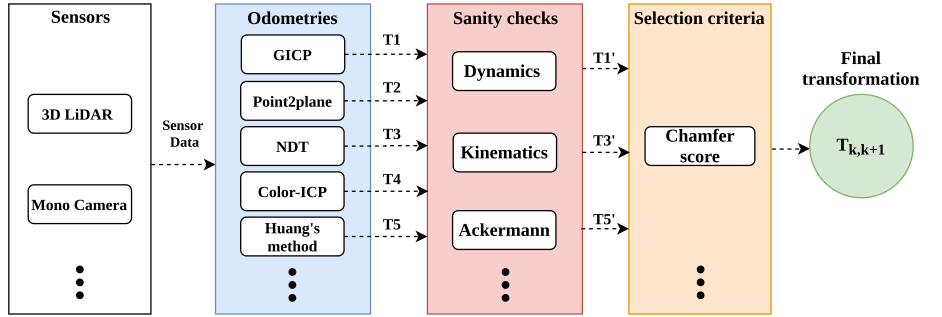 Sensors
3D LiDAR
Mono Camera
Sensor
Data
Odometries
GICP
Point2plane
NDT
Color-ICP
Huang's
method
T1
T2
T3
T4
T5
Sanity checks
Dynamics
Kinematics
Ackermann
T1'
T3'
T5'
Selection criteria
Chamfer
score
Final
transformation
Tk,k+1